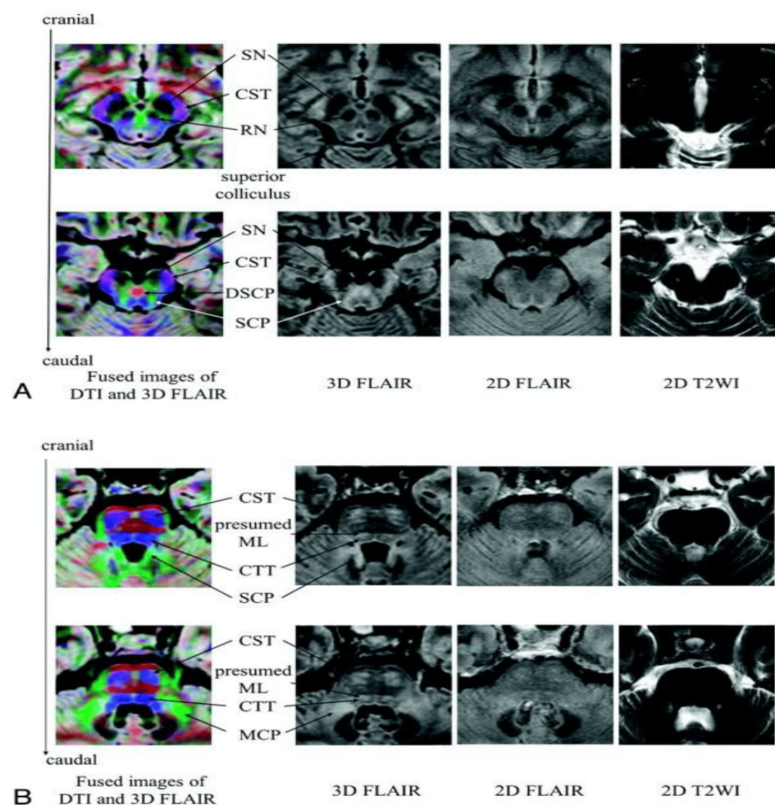 cranial
SN
CST
RN
superior
colliculus
SN
CST
DSCP
SCP
caudal
A
Fused images of
DTI and 3D FLAIR
3D FLAIR
2D FLAIR
2D T2WI
cranial
CST
presumed
ML
CTT
SCP
CST
presumed
ML
CTT
MCP
caudal
B
Fused images of
DTI and 3D FLAIR
3D FLAIR
2D FLAIR
2D T2WI